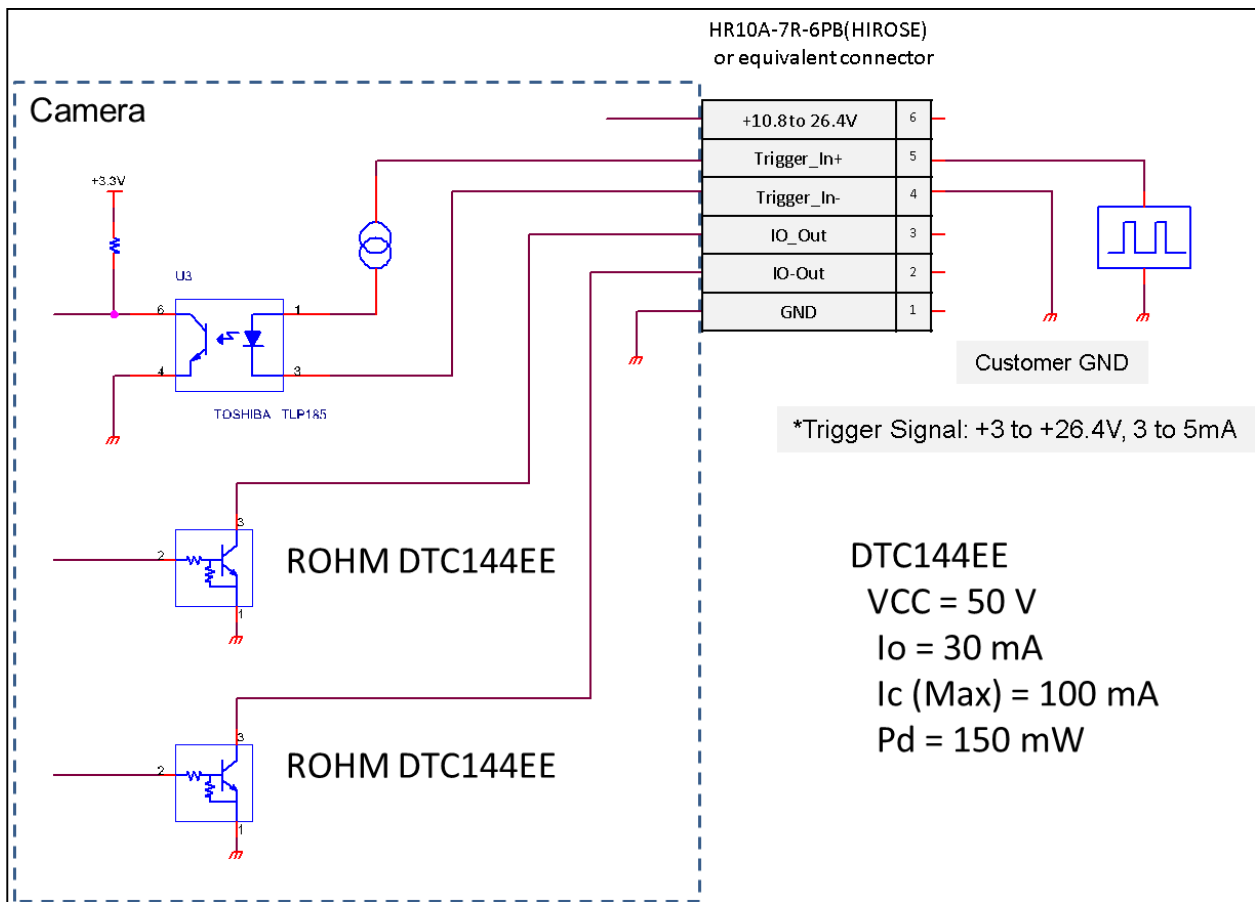 HR10A-7R-6PB(HIROSE)
or equivalent connector
Camera
+10.8 to 26.4V 6
Trigger_In+ 5
Trigger_In- 4
IO_Out 3
IO-Out 2
GND 1
+3.3V
U3
6
1
4
3
TOSHIBA TLP185
Customer GND
*Trigger Signal: +3 to +26.4V, 3 to 5mA
3
2
ROHM DTC144EE
1
3
2
ROHM DTC144EE
1
DTC144EE
VCC = 50 V
Io = 30 mA
Ic (Max) = 100 mA
Pd = 150 mW